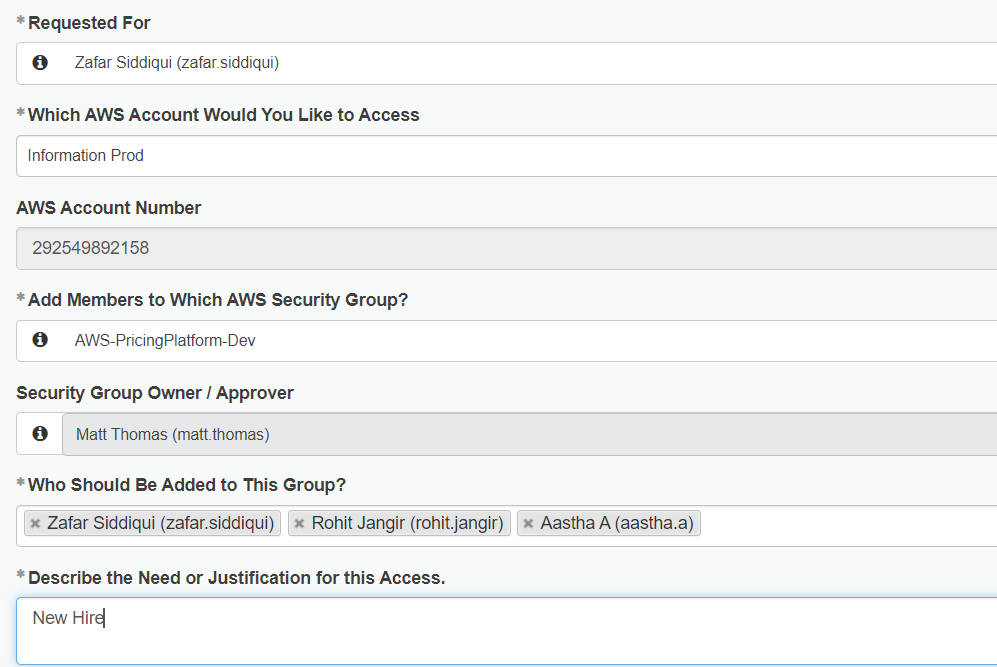 * Requested For
Zafar Siddiqui (zafar.siddiqui)
* Which AWS Account Would You Like to Access
Information Prod
AWS Account Number
292549892158
* Add Members to Which AWS Security Group?
AWS-PricingPlatform-Dev
Security Group Owner / Approver
Matt Thomas (matt.thomas)
* Who Should Be Added to This Group?
× Zafar Siddiqui (zafar.siddiqui) × Rohit Jangir (rohit.jangir) × Aastha A (aastha.a)
* Describe the Need or Justification for this Access.
New Hire